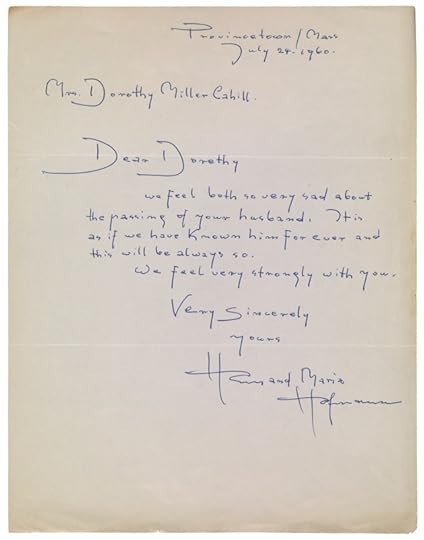 Provincetown / Mass
July 24. 1960.
Mrs. Dorothy Miller Cahill.
Dear Dorothy
we feel both so very sad about
the passing of your husband. It is
as if we have known him for ever and
this will be always so.
We feel very strongly with you.
Very Sincerely
yours
Hans and Maria
Hofmann